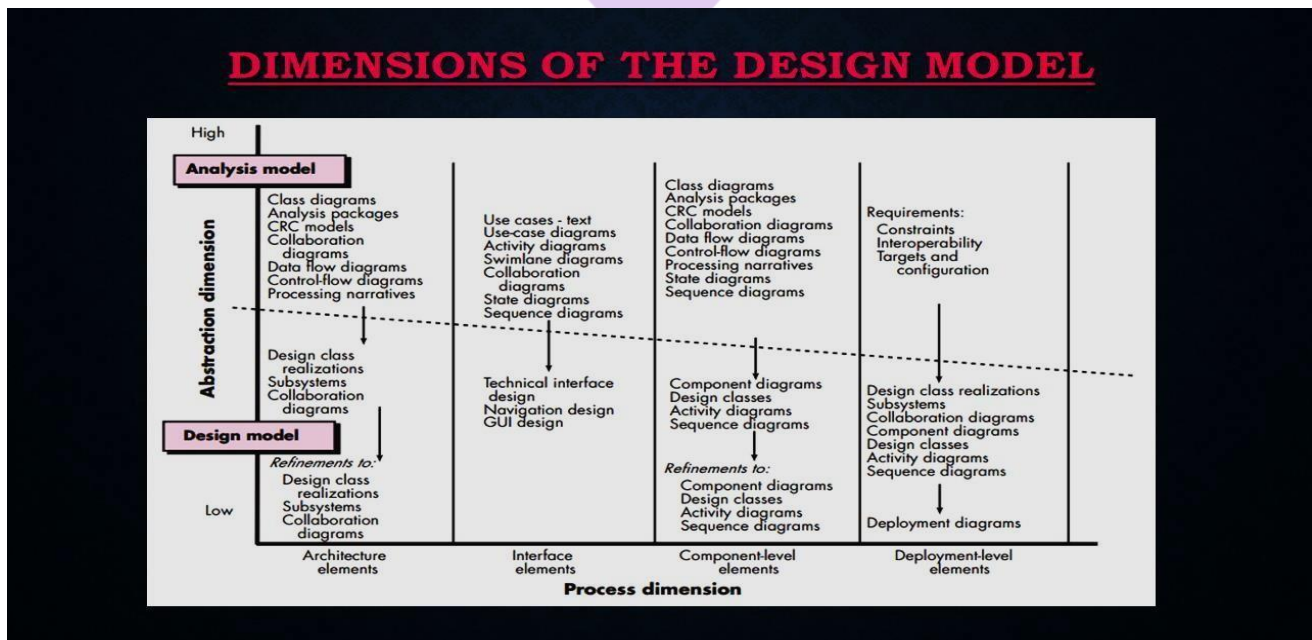 DIMENSIONS OF THE DESIGN MODEL
High
Analysis model
Abstraction dimension
Design model
Low
Class diagrams
Analysis packages
CRC models
Collaboration
diagrams
Data flow diagrams
Control-flow diagrams
Processing narratives
Design class
realizations
Subsystems
Collaboration
diagrams
Refinements to:
Design class
realizations
Subsystems
Collaboration
diagrams
Use cases - text
Use-case diagrams
Activity diagrams
Swimlane diagrams
Collaboration
diagrams
State diagrams
Sequence diagrams
Technical interface
design
Navigation design
GUI design
Class diagrams
Analysis packages
CRC models
Collaboration diagrams
Data flow diagrams
Control-flow diagrams
Processing narratives
State diagrams
Sequence diagrams
Component diagrams
Design classes
Activity diagrams
Sequence diagrams
Refinements to:
Component diagrams
Design classes
Activity diagrams
Sequence diagrams
Requirements:
Constraints
Interoperability
Targets and
configuration
Design class realizations
Subsystems
Collaboration diagrams
Component diagrams
Design classes
Activity diagrams
Sequence diagrams
Deployment diagrams
Architecture
elements
Interface
elements
Component-level
elements
Deployment-level
elements
Process dimension